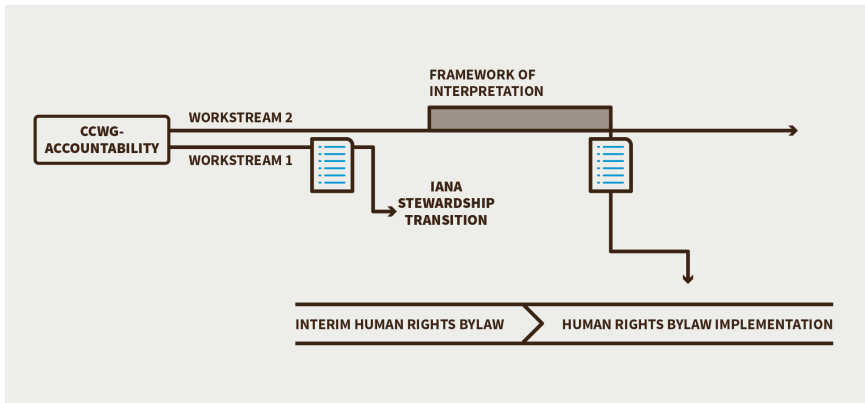 FRAMEWORK OF
INTERPRETATION
WORKSTREAM 2
CCWG-
ACCOUNTABILITY
WORKSTREAM 1
IANA
STEWARDSHIP
TRANSITION
INTERIM HUMAN RIGHTS BYLAW
HUMAN RIGHTS BYLAW IMPLEMENTATION